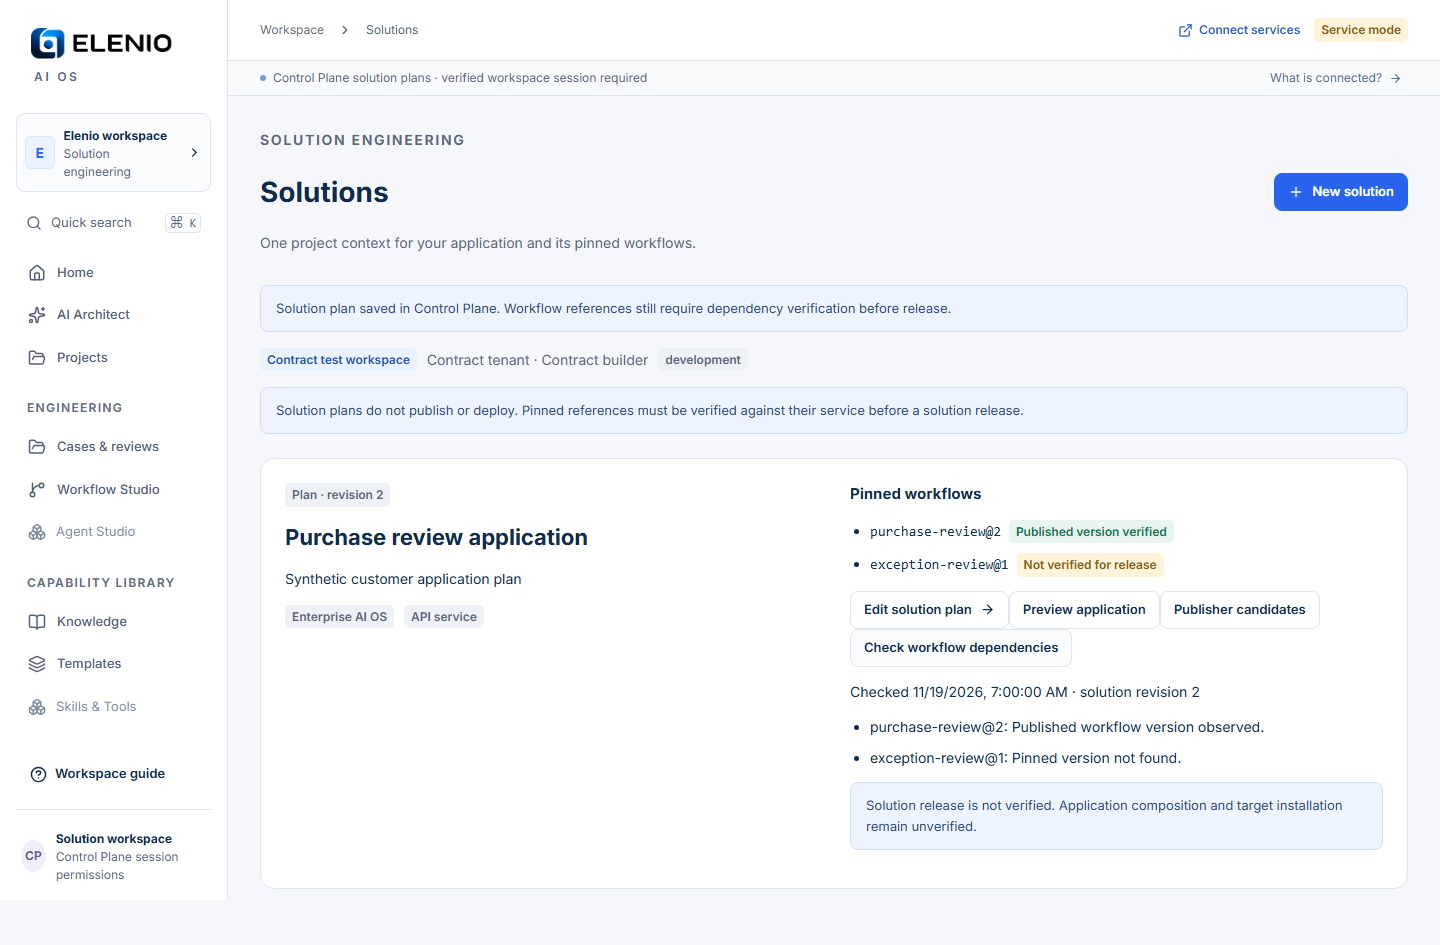 ELENIO
AI OS
E
Elenio workspace
Solution
engineering
Quick search
⌘ K
Home
AI Architect
Projects
ENGINEERING
Cases & reviews
Workflow Studio
Agent Studio
CAPABILITY LIBRARY
Knowledge
Templates
Skills & Tools
Workspace guide
CP
Solution workspace
Control Plane session
permissions
Workspace
Solutions
Connect services
Service mode
Control Plane solution plans · verified workspace session required
What is connected?
SOLUTION ENGINEERING
Solutions
New solution
One project context for your application and its pinned workflows.
Solution plan saved in Control Plane. Workflow references still require dependency verification before release.
Contract test workspace Contract tenant · Contract builder development
Solution plans do not publish or deploy. Pinned references must be verified against their service before a solution release.
Plan · revision 2
Purchase review application
Synthetic customer application plan
Enterprise AI OS API service
Pinned workflows
purchase-review@2 Published version verified
exception-review@1 Not verified for release
Edit solution plan Preview application Publisher candidates
Check workflow dependencies
Checked 11/19/2026, 7:00:00 AM · solution revision 2
purchase-review@2: Published workflow version observed.
exception-review@1: Pinned version not found.
Solution release is not verified. Application composition and target installation
remain unverified.